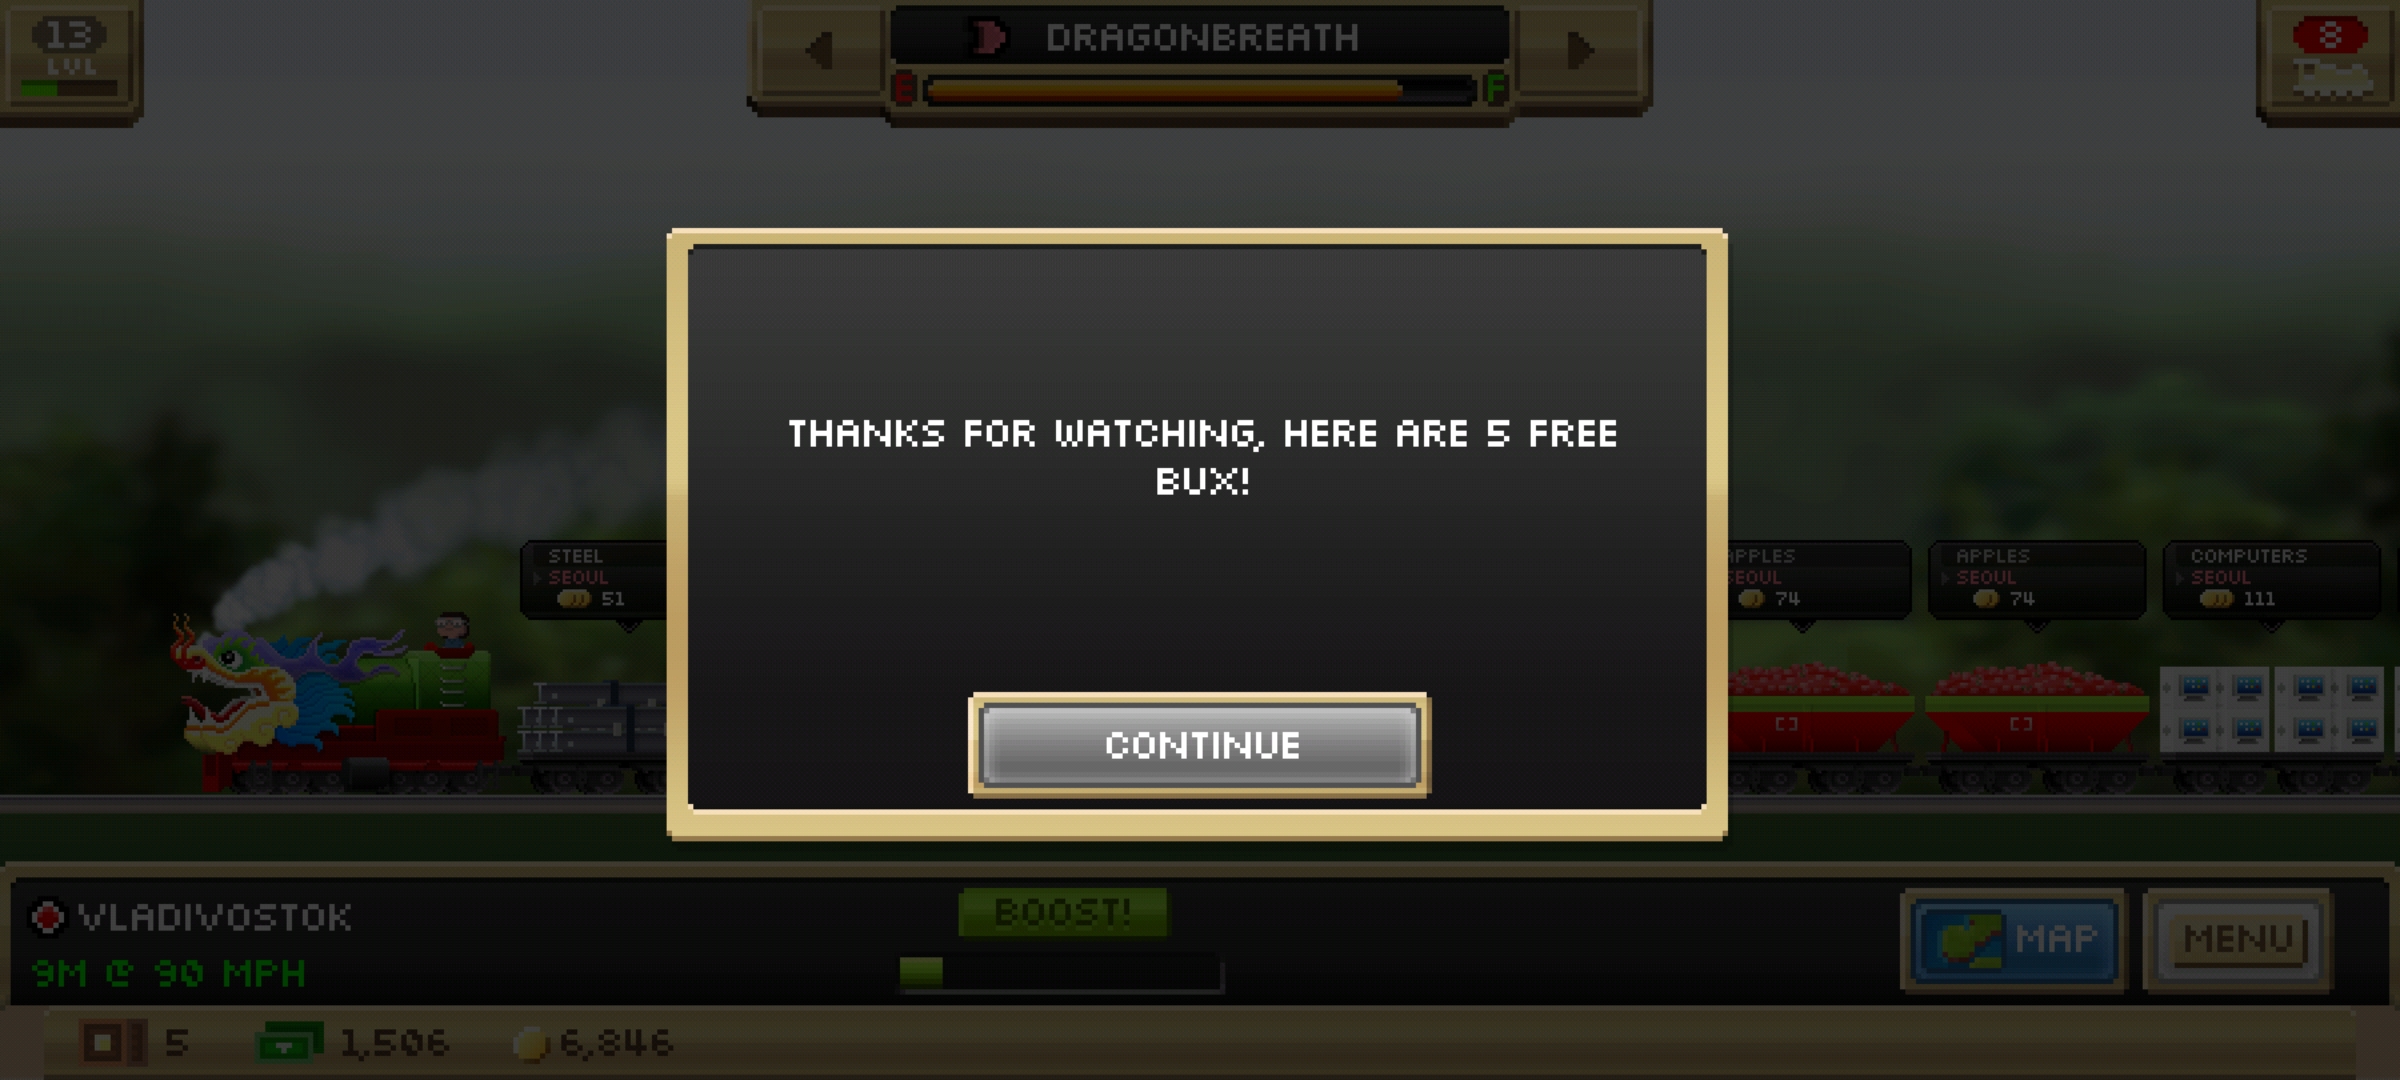 13
LVL
DRAGONBREATH
E F
8
THANKS FOR WATCHING, HERE ARE 5 FREE
BUX!
CONTINUE
STEEL
SEOUL
51
APPLES
SEOUL
74
APPLES
SEOUL
74
COMPUTERS
SEOUL
111
VLADIVOSTOK
9M @ 90 MPH
BOOST!
MAP
MENU
5 1,506 6,846